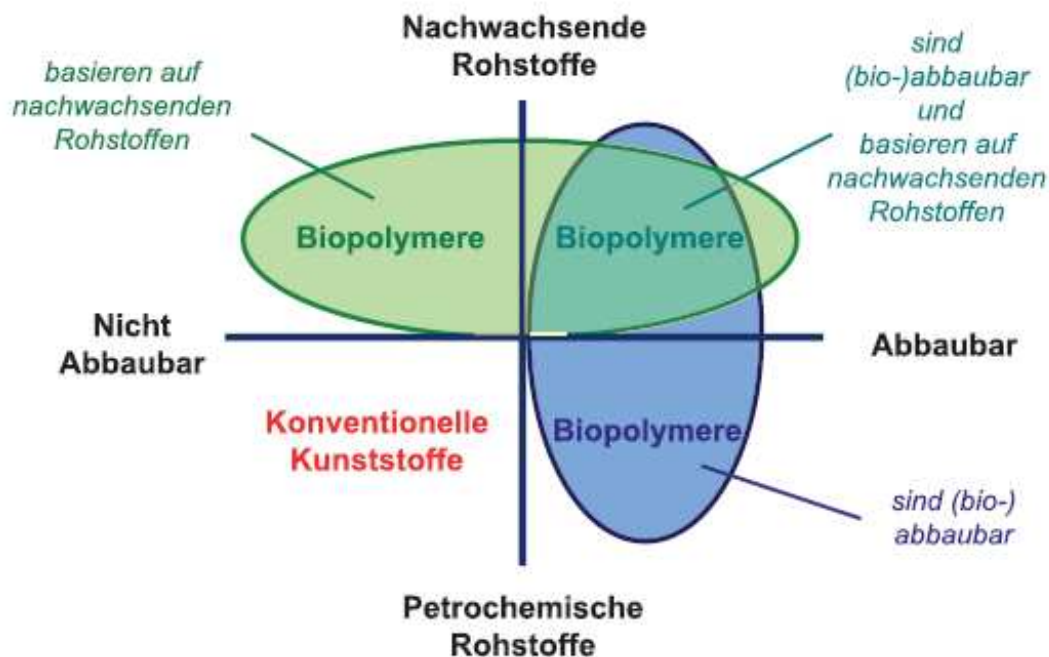 Nachwachsende
Rohstoffe
basieren auf
nachwachsenden
Rohstoffen
sind
(bio-)abbaubar
und
basieren auf
nachwachsenden
Rohstoffen
Biopolymere
Biopolymere
Nicht
Abbaubar
Abbaubar
Konventionelle
Kunststoffe
Biopolymere
sind (bio-)
abbaubar
Petrochemische
Rohstoffe